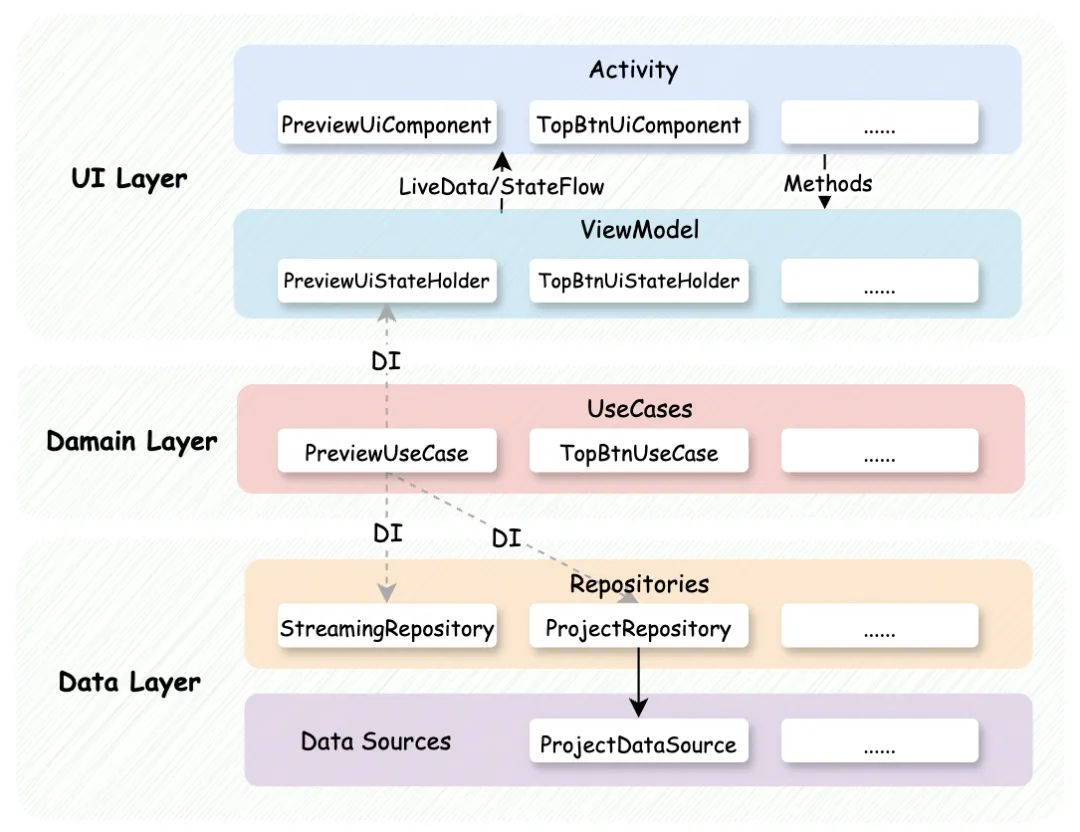 Activity
PreviewUiComponent
TopBtnUiComponent
......
UI Layer
LiveData/StateFlow
Methods
ViewModel
PreviewUiStateHolder
TopBtnUiStateHolder
......
DI
UseCases
Damain Layer
PreviewUseCase
TopBtnUseCase
......
DI
DI
Repositories
StreamingRepository
ProjectRepository
......
Data Layer
Data Sources
ProjectDataSource
......